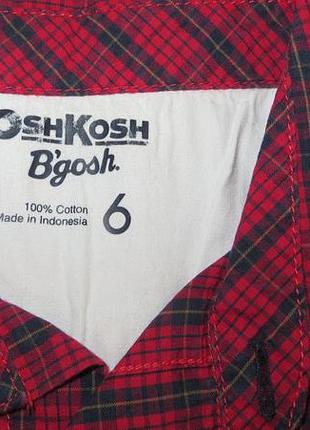 OSHKOSH
B'gosh.
100% Cotton
Made in Indonesia
6